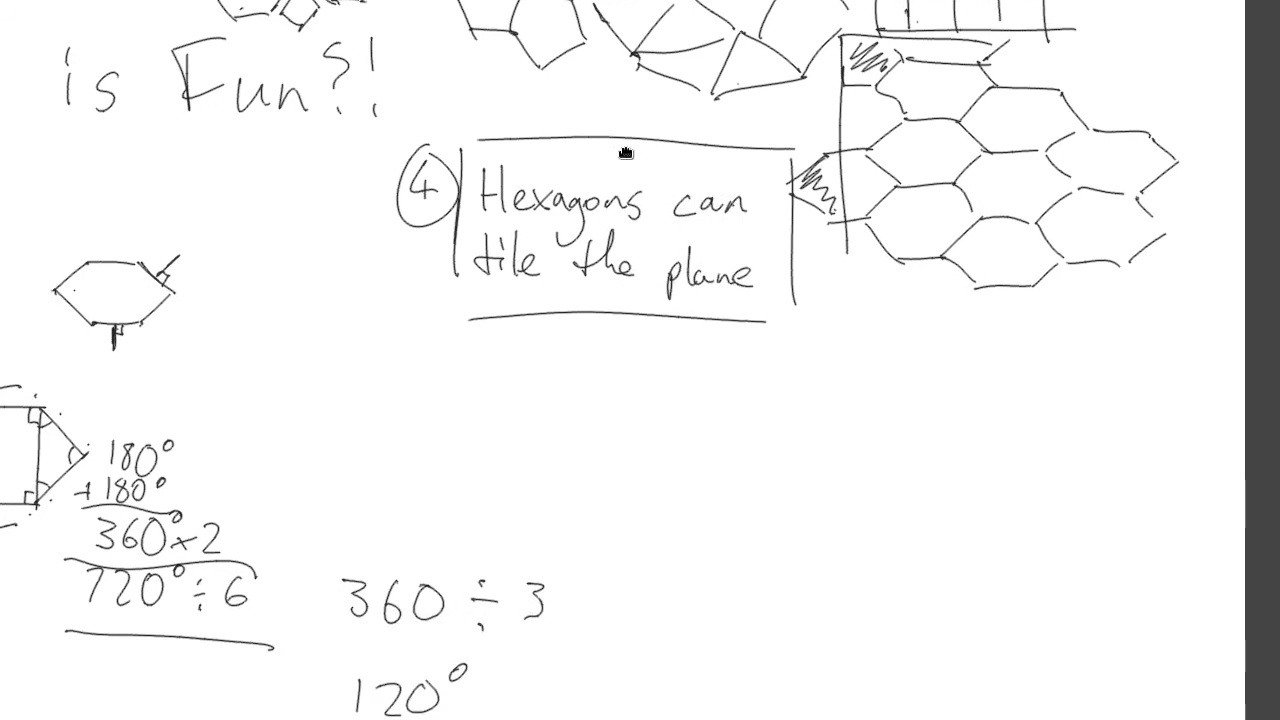 is Fun?!
4
Hexagons can
tile the plane
180°
+180°
360°×2
720°÷6
360 ÷ 3
120°